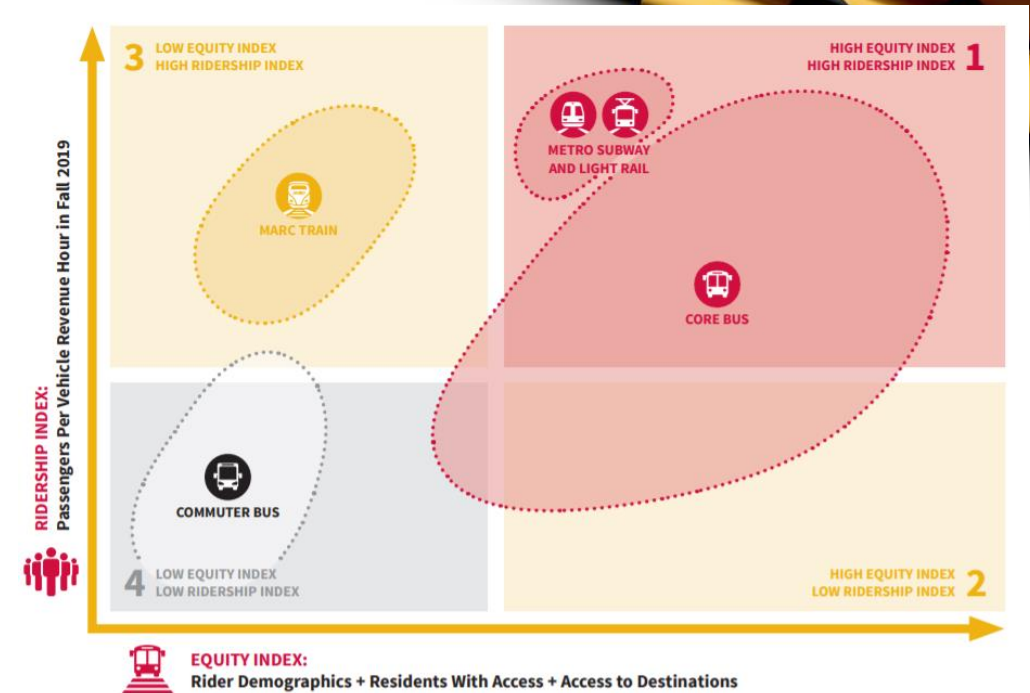 3
LOW EQUITY INDEX
HIGH RIDERSHIP INDEX
HIGH EQUITY INDEX
HIGH RIDERSHIP INDEX
1
METRO SUBWAY
AND LIGHT RAIL
MARC TRAIN
CORE BUS
COMMUTER BUS
4
LOW EQUITY INDEX
LOW RIDERSHIP INDEX
HIGH EQUITY INDEX
LOW RIDERSHIP INDEX
2
RIDERSHIP INDEX:
Passengers Per Vehicle Revenue Hour in Fall 2019
EQUITY INDEX:
Rider Demographics + Residents With Access + Access to Destinations